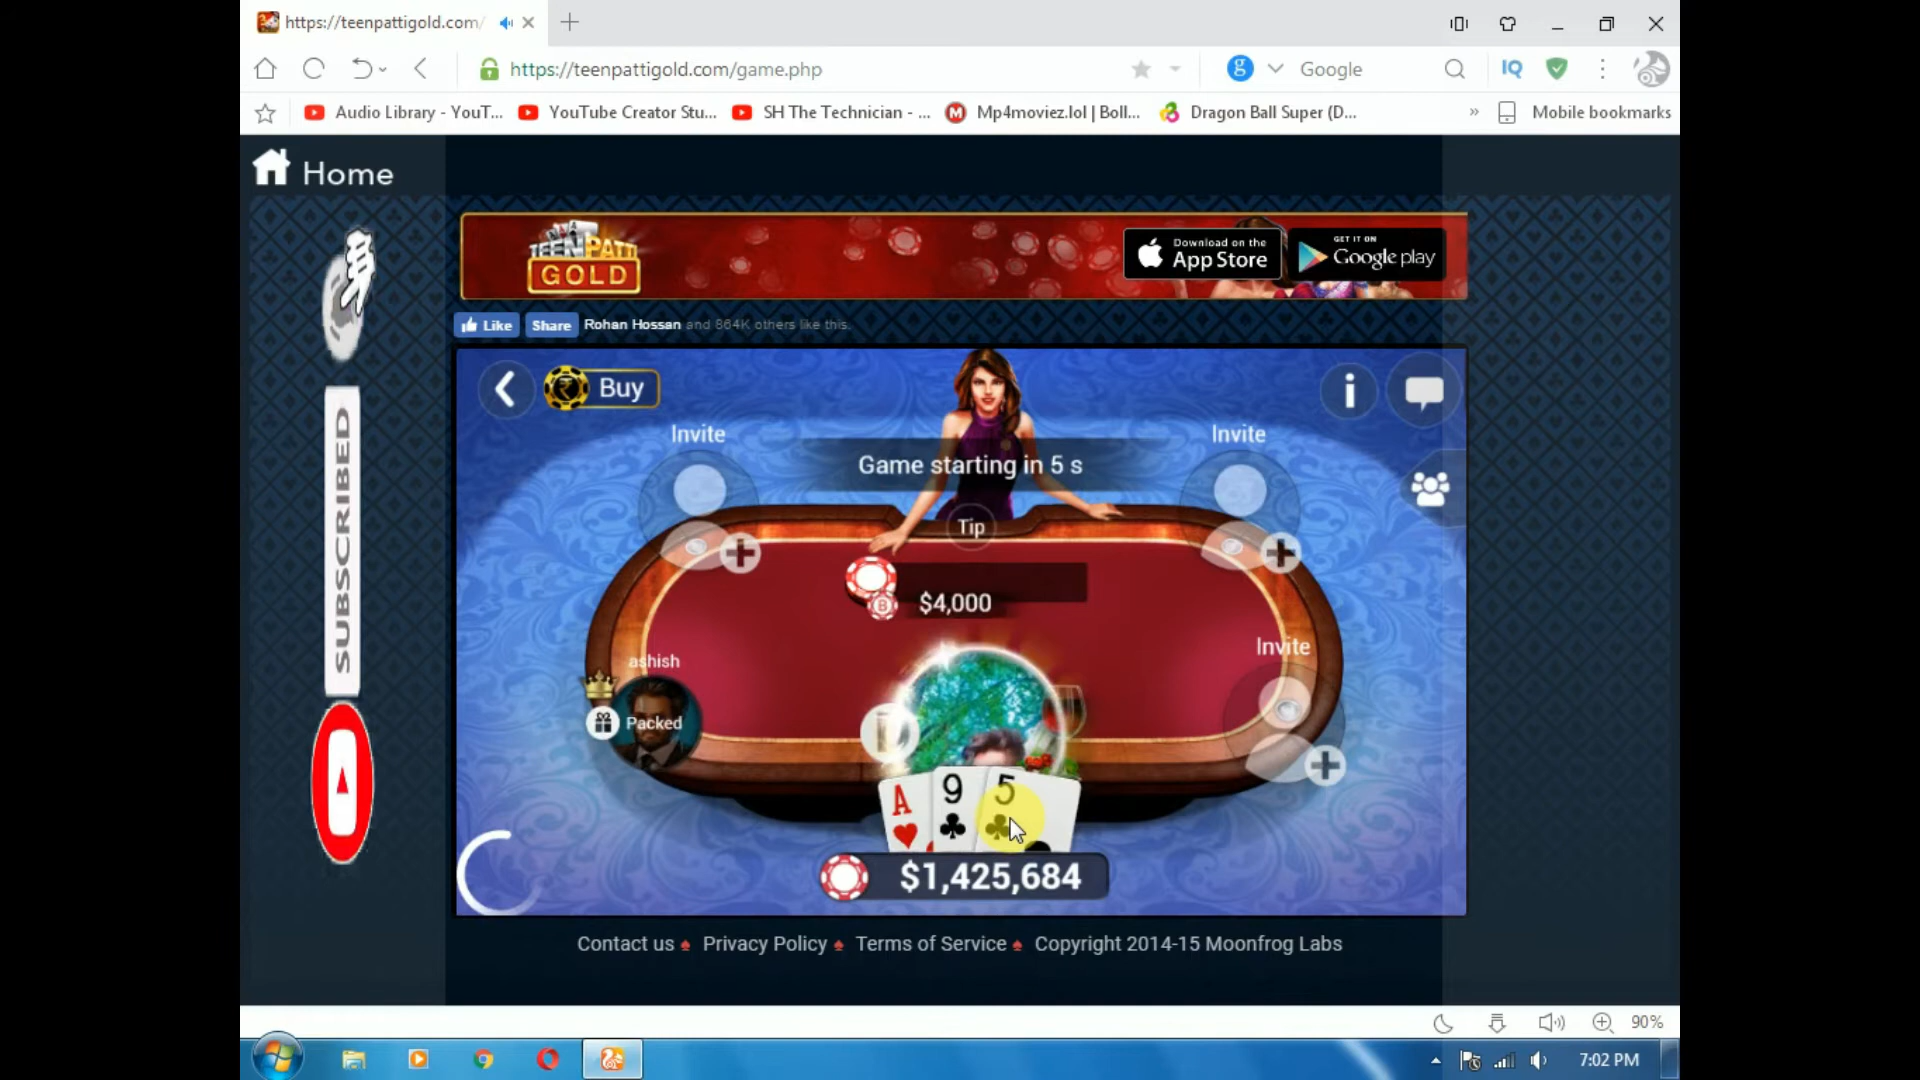 https://teenpattigold.com/
https://teenpattigold.com/game.php
g
Google
IQ
Audio Library - YouT...
YouTube Creator Stu...
SH The Technician - ...
M
Mp4moviez.lol | Boll...
Dragon Ball Super (D...
»
Mobile bookmarks
Home
TEENPATTI
GOLD
Download on the
App Store
GET IT ON
Google play
Like
Share
Rohan Hossan and 864K others like this.
₹ Buy
i
Invite
Invite
Game starting in 5 s
Tip
B
$4,000
Invite
ashish
Packed
D
A
9
5
$1,425,684
SUBSCRIBED
Contact us ♠ Privacy Policy ♠ Terms of Service ♠ Copyright 2014-15 Moonfrog Labs
90%
7:02 PM